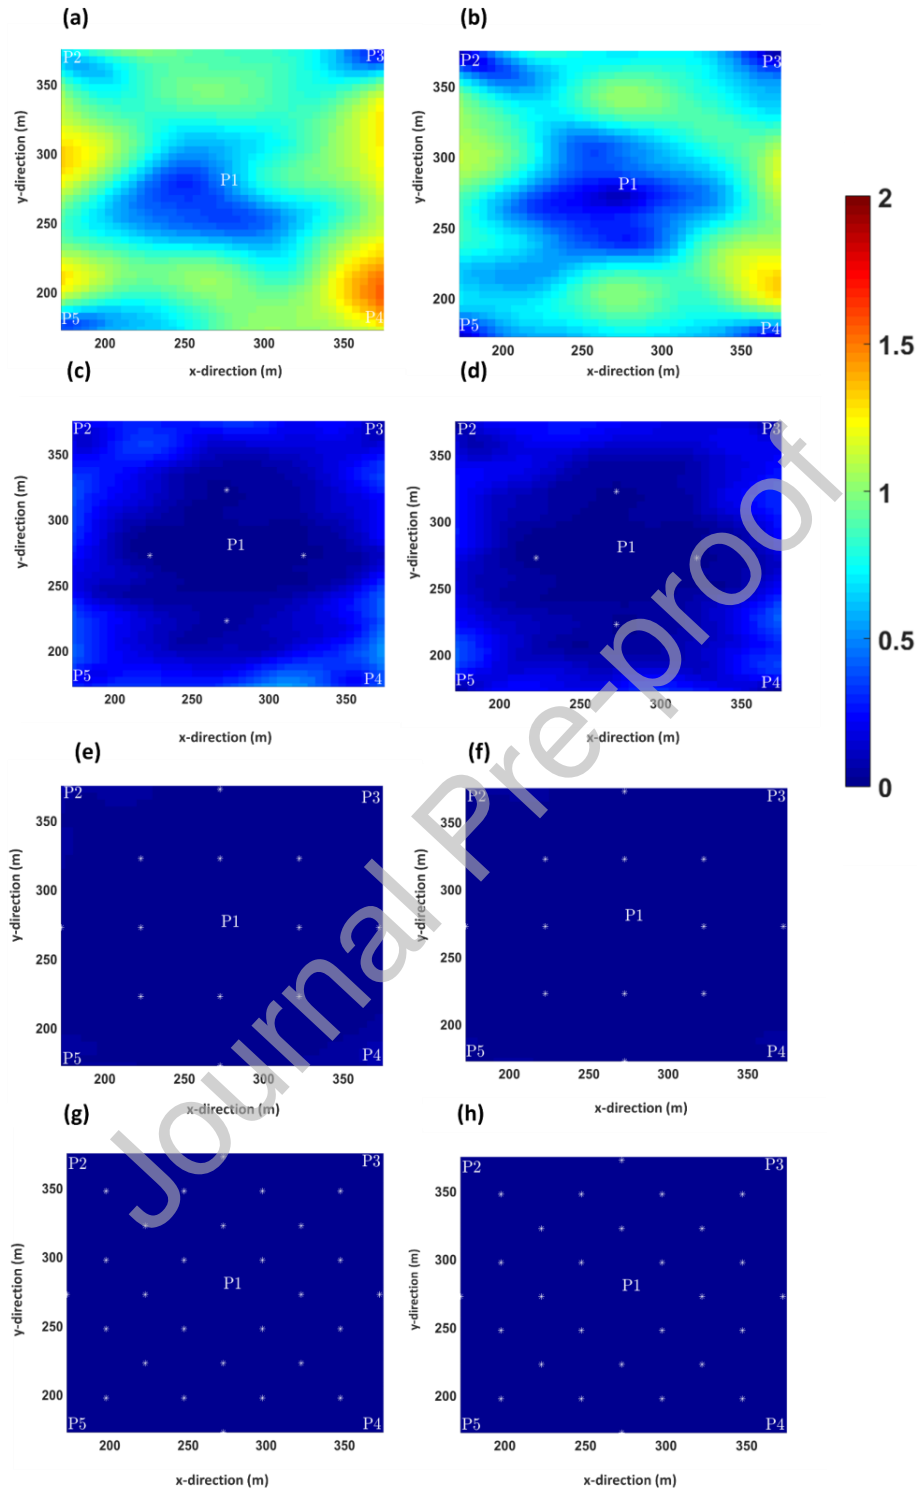 (a)
(b)
P2
P3
P1
P5
P4
350
300
250
200
200
250
300
350
y-direction (m)
x-direction (m)
P2
P3
P1
P5
P4
350
300
250
200
200
250
300
350
y-direction (m)
x-direction (m)
2
1.5
1
0.5
0
(c)
(d)
P2
P3
P1
P5
P4
350
300
250
200
200
250
300
350
y-direction (m)
x-direction (m)
P2
P3
P1
P5
P4
350
300
250
200
200
250
300
350
y-direction (m)
x-direction (m)
(e)
(f)
P2
P3
P1
P5
P4
350
300
250
200
200
250
300
350
y-direction (m)
x-direction (m)
P2
P3
P1
P5
P4
350
300
250
200
200
250
300
350
y-direction (m)
x-direction (m)
(g)
(h)
P2
P3
P1
P5
P4
350
300
250
200
200
250
300
350
y-direction (m)
x-direction (m)
P2
P3
P1
P5
P4
350
300
250
200
200
250
300
350
y-direction (m)
x-direction (m)
Journal Pre-proof